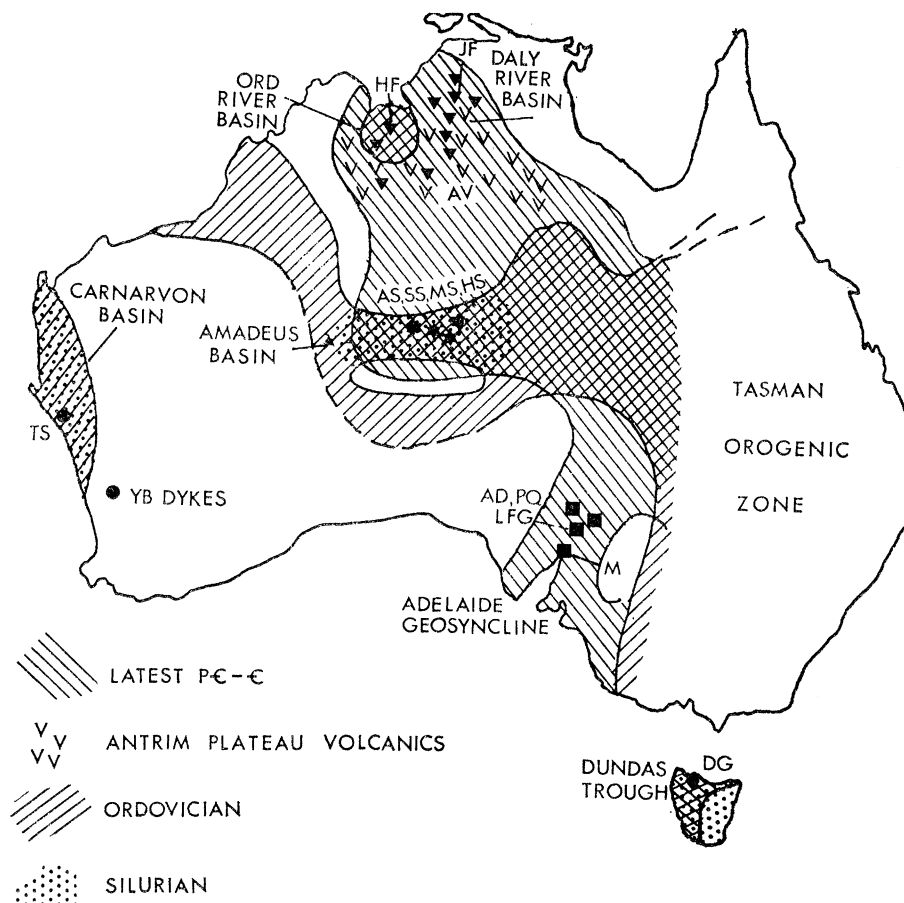 JF
DALY
RIVER
BASIN
ORD
RIVER
BASIN
HF
AV
CARNARVON
BASIN
AS,SS,MS,HS
AMADEUS
BASIN
TASMAN
OROGENIC
ZONE
TS
YB DYKES
AD,PQ
LFG
M
ADELAIDE
GEOSYNCLINE
LATEST P€-€
ANTRIM PLATEAU VOLCANICS
DUNDAS
TROUGH
DG
ORDOVICIAN
SILURIAN